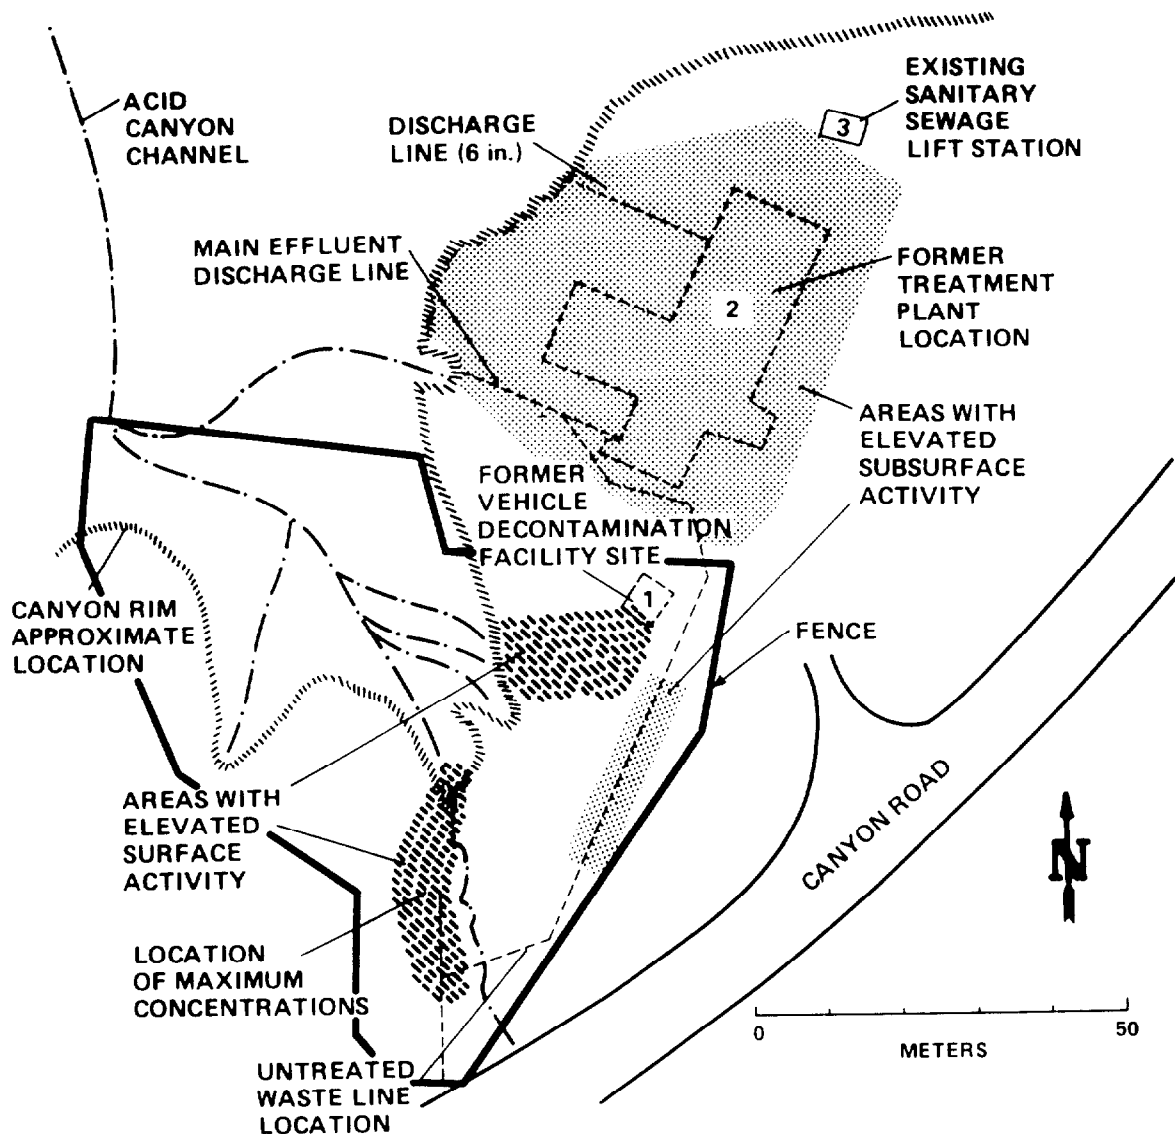 ACID
CANYON
CHANNEL
DISCHARGE
LINE (6 in.)
EXISTING
SANITARY
SEWAGE
LIFT STATION
3
MAIN EFFLUENT
DISCHARGE LINE
FORMER
TREATMENT
PLANT
LOCATION
2
AREAS WITH
ELEVATED
SUBSURFACE
ACTIVITY
FORMER
VEHICLE
DECONTAMINATION
FACILITY SITE
1
CANYON RIM
APPROXIMATE
LOCATION
FENCE
AREAS WITH
ELEVATED
SURFACE
ACTIVITY
CANYON ROAD
N
LOCATION
OF MAXIMUM
CONCENTRATIONS
0 50
METERS
UNTREATED
WASTE LINE
LOCATION